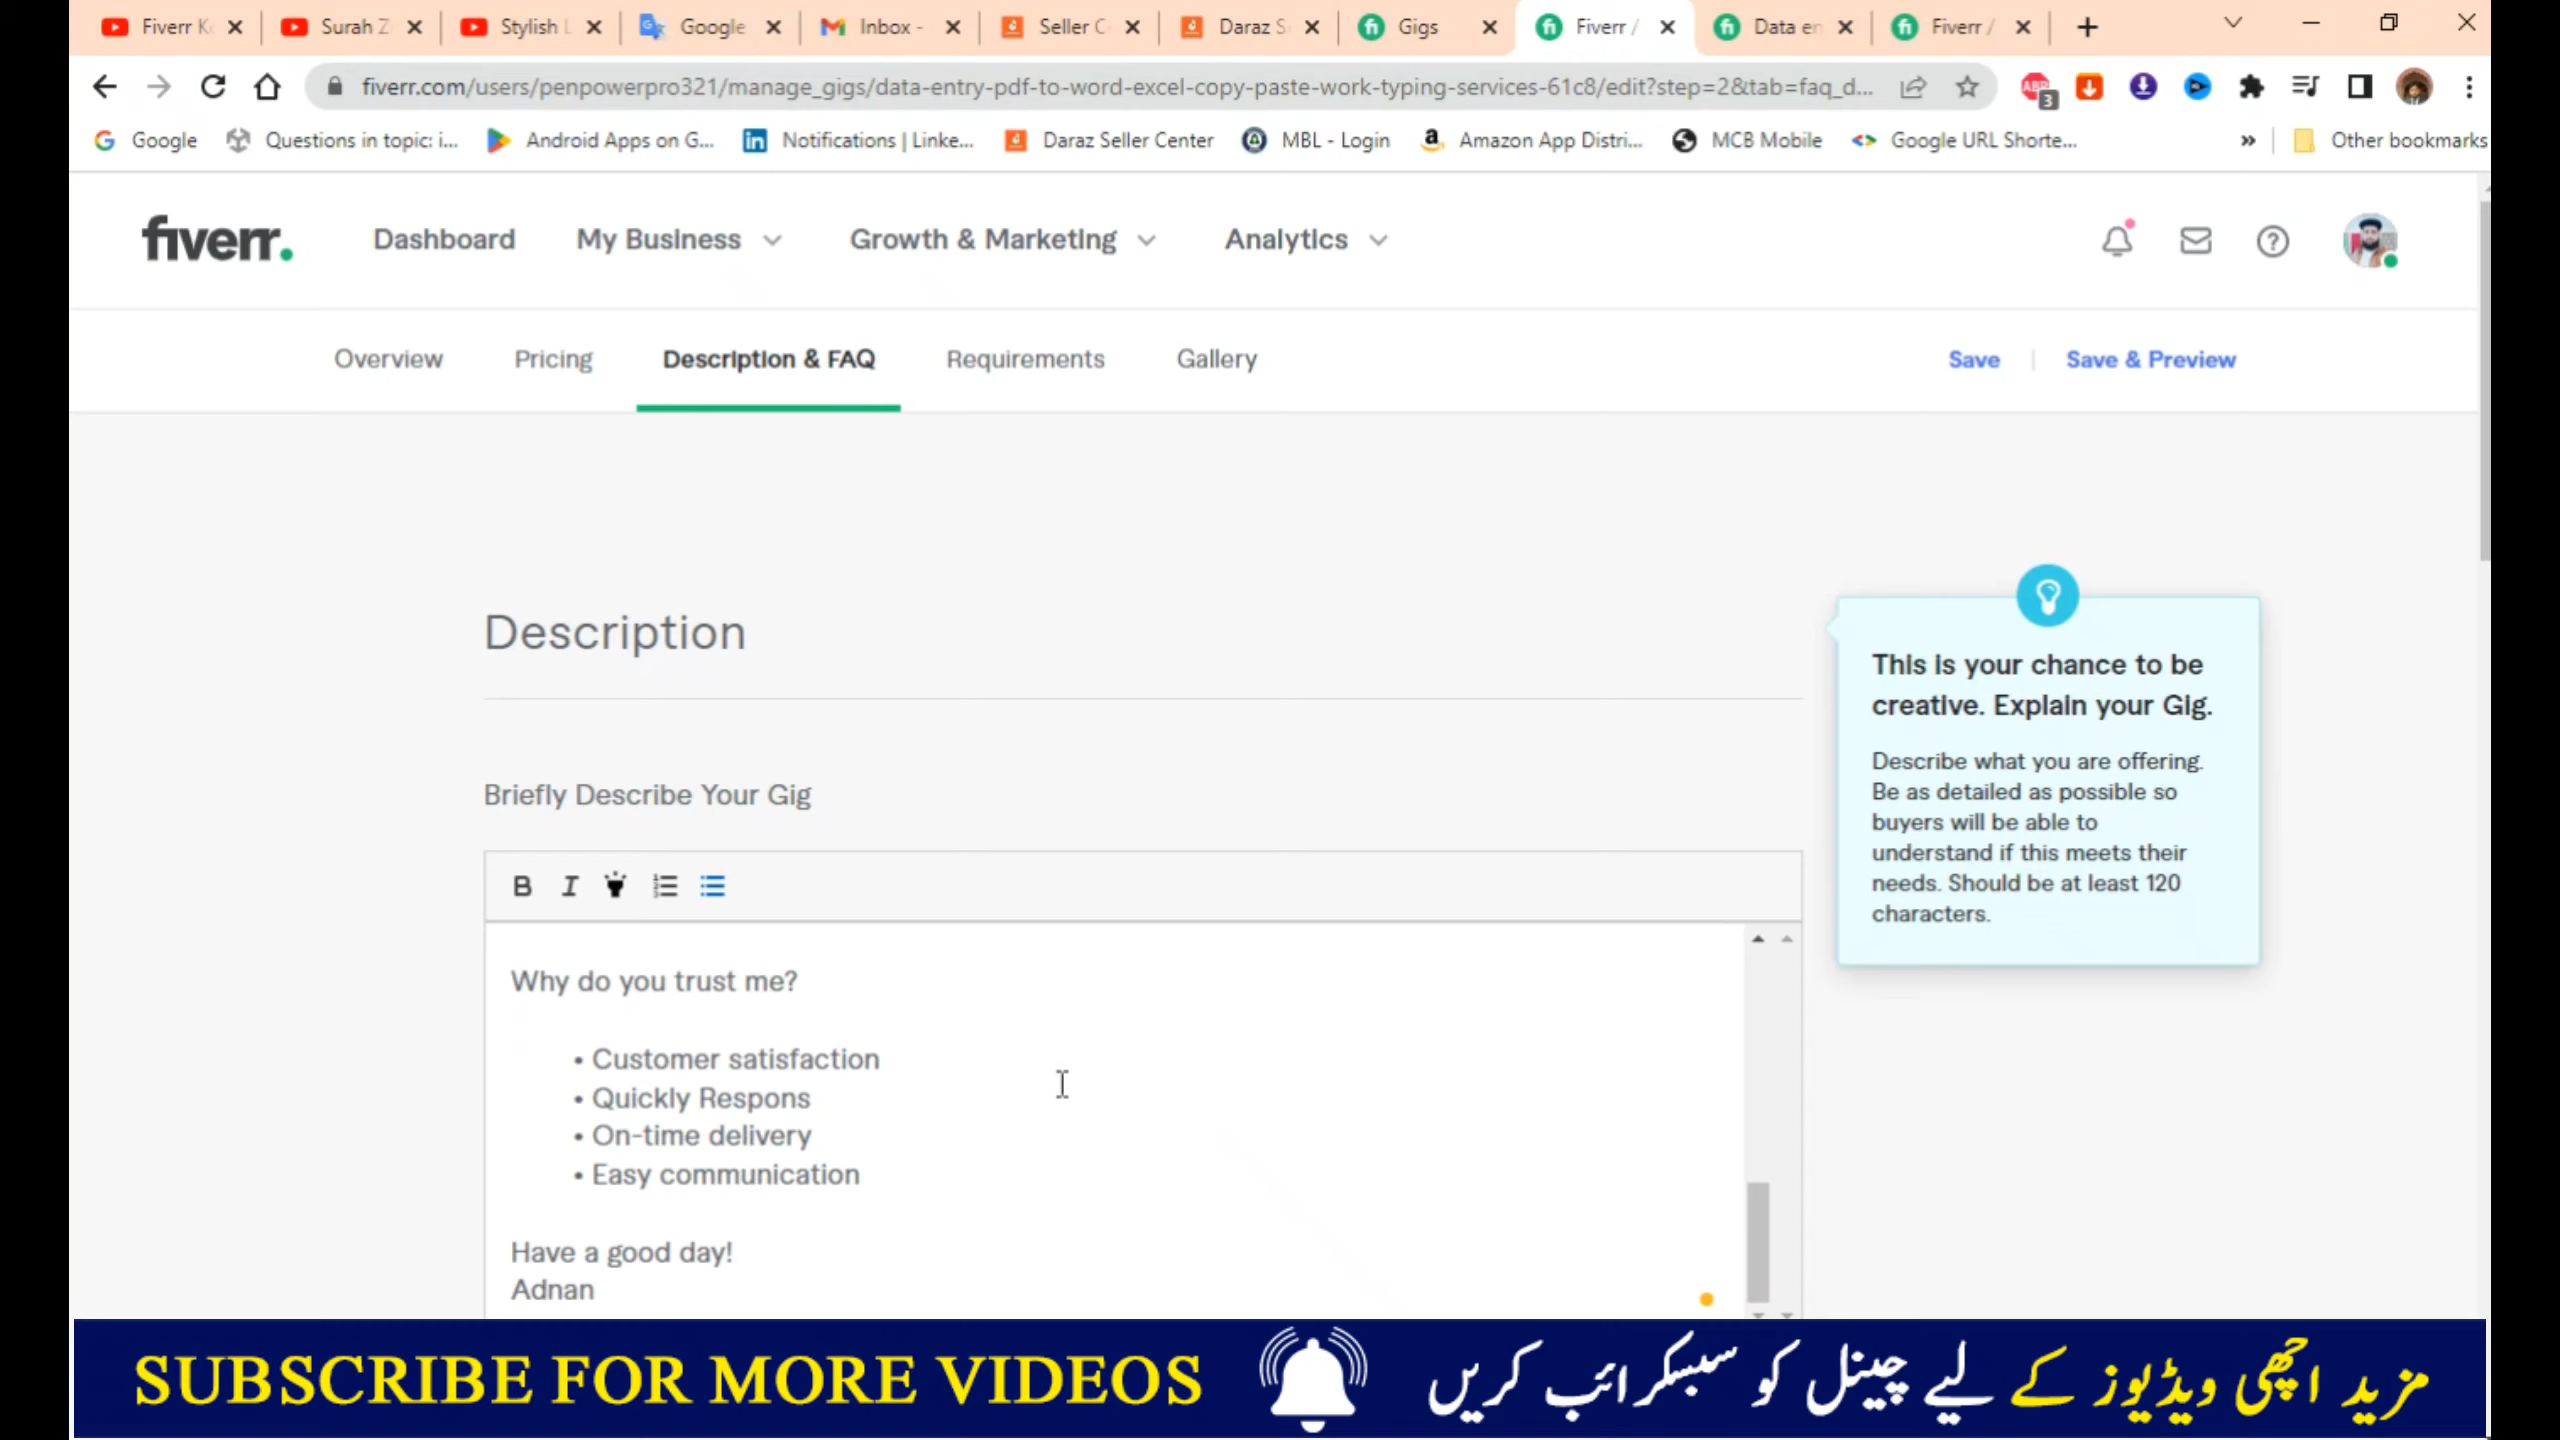 Fiverr K
Surah Z
Stylish L
Google
Inbox -
Seller C
Daraz S
Gigs
Fiverr /
Data en
Fiverr /
fiverr.com/users/penpowerpro321/manage_gigs/data-entry-pdf-to-word-excel-copy-paste-work-typing-services-61c8/edit?step=2&tab=faq_d...
ABP
3
Google
Questions in topic: i...
Android Apps on G...
Notifications | Linke...
Daraz Seller Center
MBL - Login
Amazon App Distri...
MCB Mobile
Google URL Shorte...
»
Other bookmarks
fiverr.
Dashboard
My Business
Growth & Marketing
Analytics
Overview
Pricing
Description & FAQ
Requirements
Gallery
Save
Save & Preview
Description
Briefly Describe Your Gig
B I
Why do you trust me?
• Customer satisfaction
• Quickly Respons
• On-time delivery
• Easy communication
Have a good day!
Adnan
This is your chance to be
creative. Explain your Gig.
Describe what you are offering.
Be as detailed as possible so
buyers will be able to
understand if this meets their
needs. Should be at least 120
characters.
SUBSCRIBE FOR MORE VIDEOS
مزید اچھی ویڈیوز کے لیے چینل کو سبسکرائب کریں